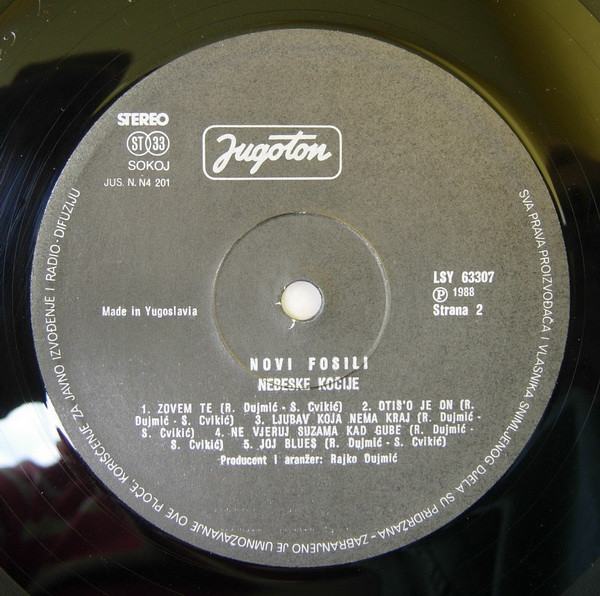 STEREO
ST 33
SOKOJ
JUS. N. N4 201
Jugoton
LSY 63307
Ⓟ 1988
Strana 2
Made in Yugoslavia
NOVI FOSILI
NEBESKE KOČIJE
1. ZOVEM TE (R. Dujmić - S. Cvikić) 2. OTIS'O JE ON (R.
Dujmić - S. Cvikić) 3. LJUBAV KOJA NEMA KRAJ (R. Dujmić -
S. Cvikić) 4. NE VJERUJ SUZAMA KAD GUBE (R. Dujmić -
S. Cvikić) 5. JOJ BLUES (R. Dujmić - S. Cvikić)
Producent i aranžer: Rajko Dujmić
SVA PRAVA PROIZVOĐAČA I VLASNIKA SNIMLJENOG DJELA SU PRIDRŽANA - ZABRANJENO JE UMNOŽAVANJE OVE PLOČE, KORIŠĆENJE ZA JAVNO IZVOĐENJE I RADIO-DIFUZIJU